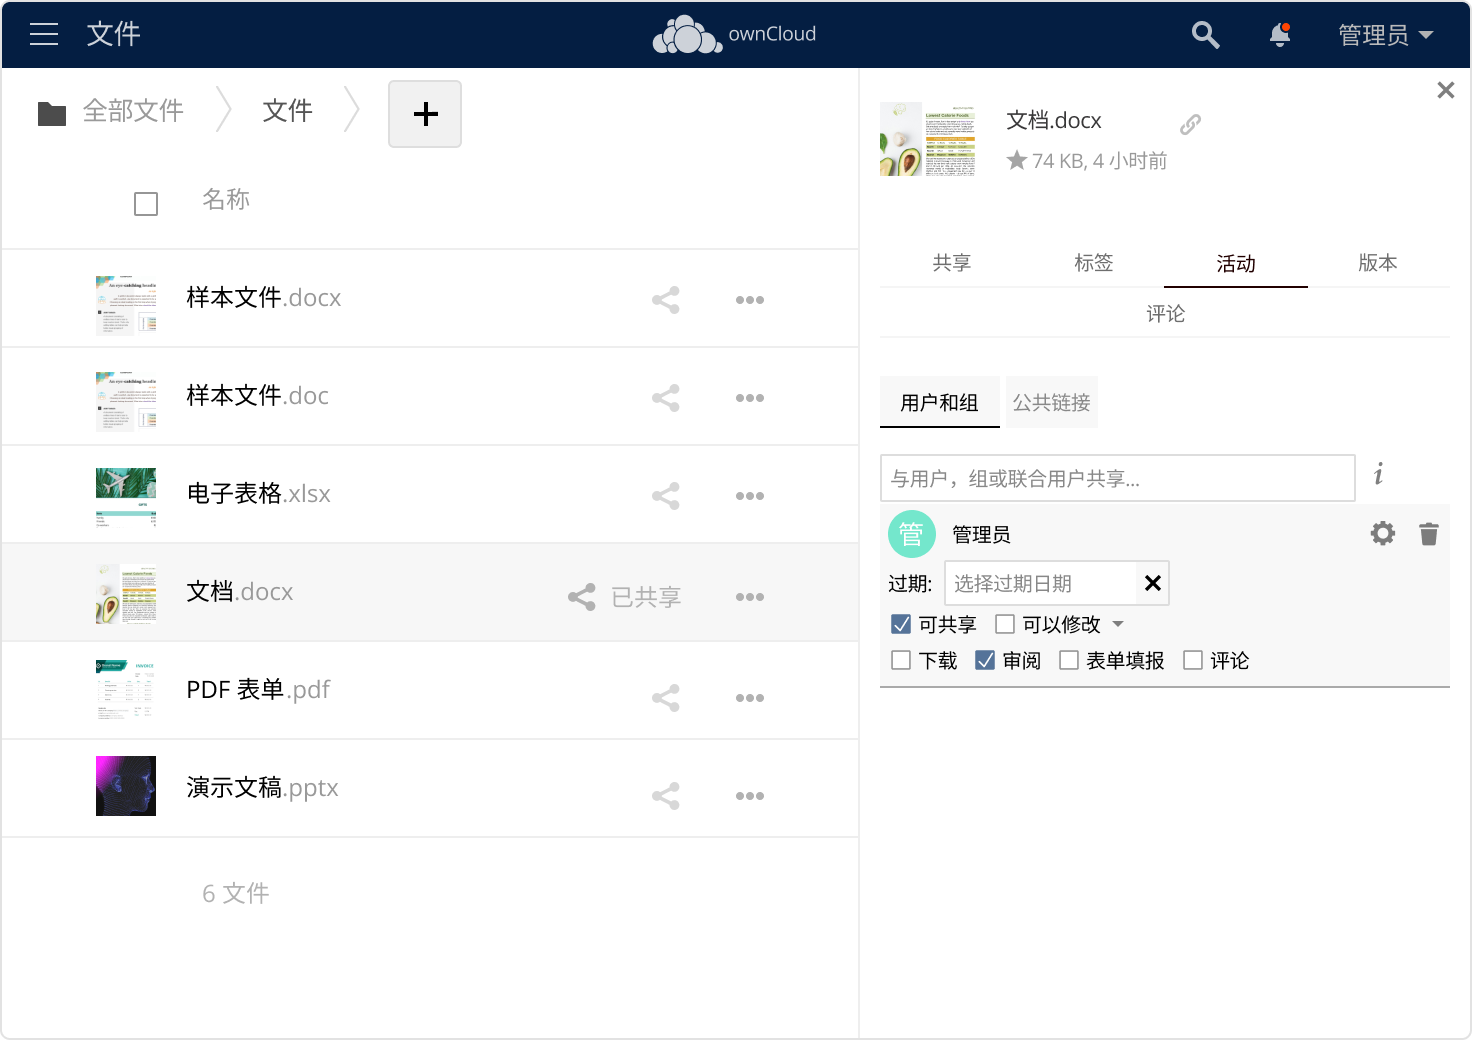 文件
ownCloud
管理员
全部文件
文件
名称
样本文件.docx
样本文件.doc
电子表格.xlsx
文档.docx
已共享
PDF 表单.pdf
演示文稿.pptx
6 文件
文档.docx
74 KB, 4 小时前
共享
标签
活动
版本
评论
用户和组
公共链接
与用户，组或联合用户共享...
i
管
管理员
过期:
选择过期日期
可共享
可以修改
下载
审阅
表单填报
评论